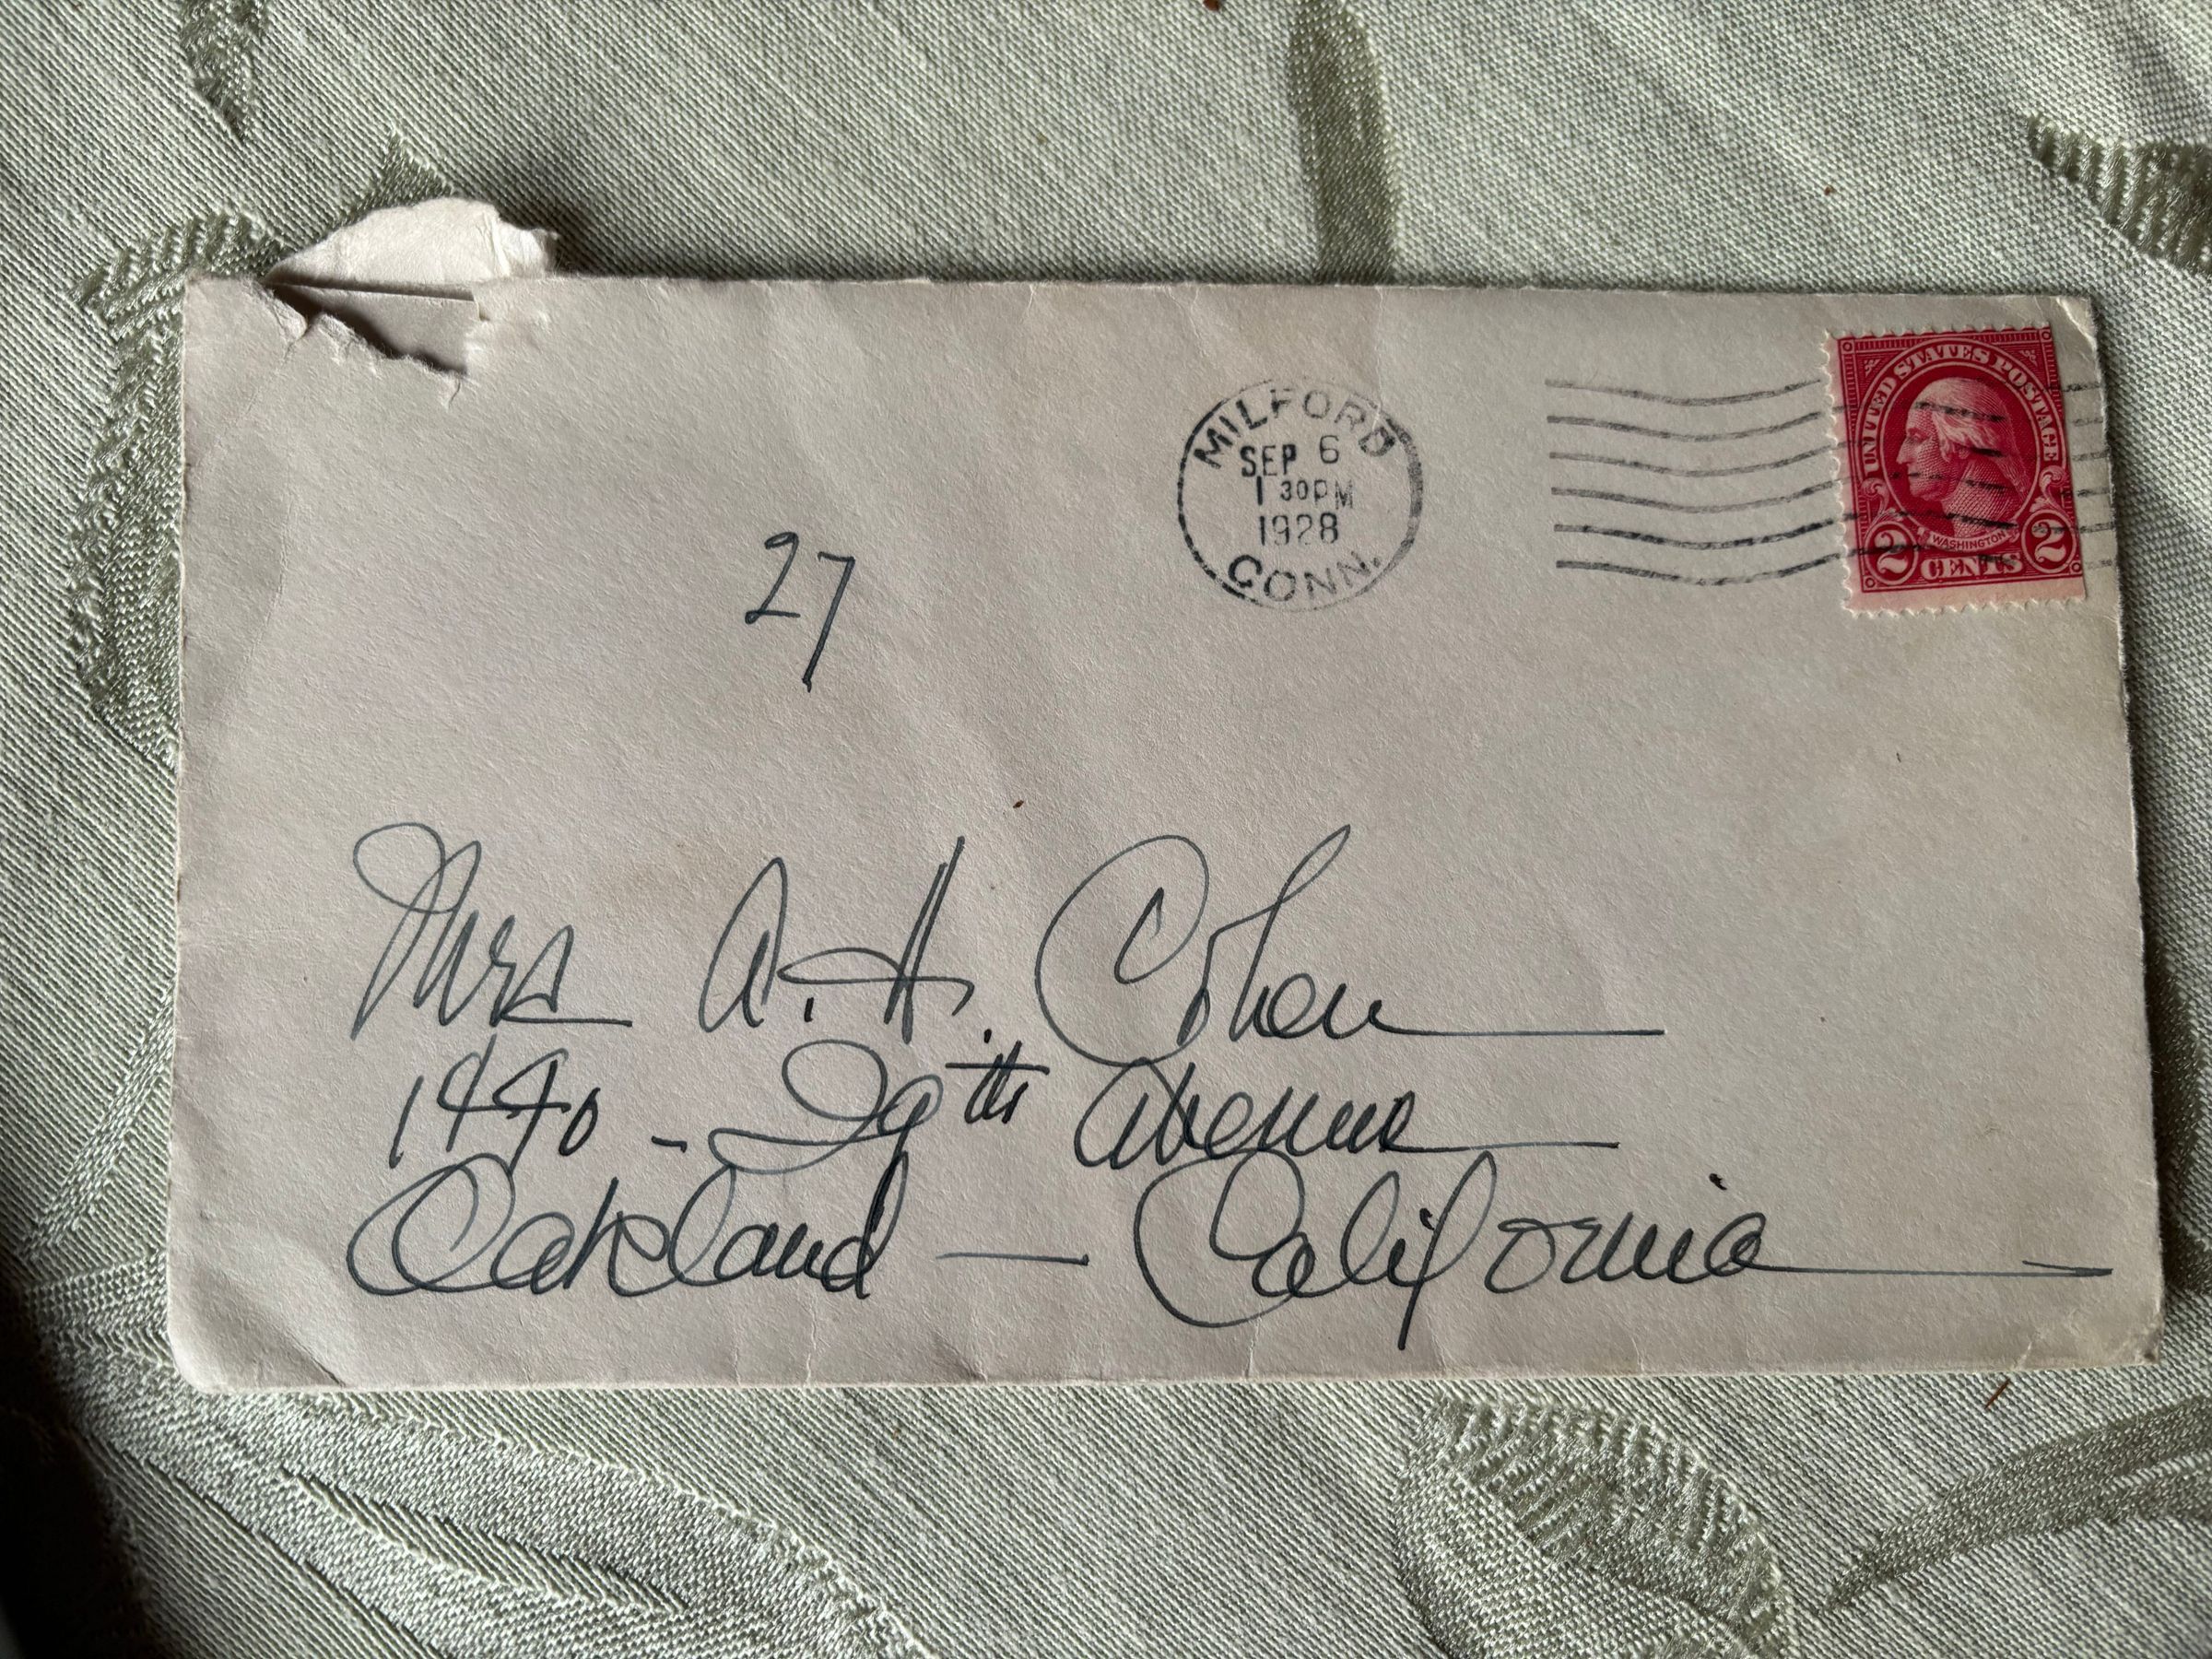 MILFORD
SEP 6
1 30 PM
1928
CONN.
UNITED STATES POSTAGE
WASHINGTON
2 CENTS 2
27
Mrs A. H. Cohen
1440 - 29th Avenue
Oakland — California